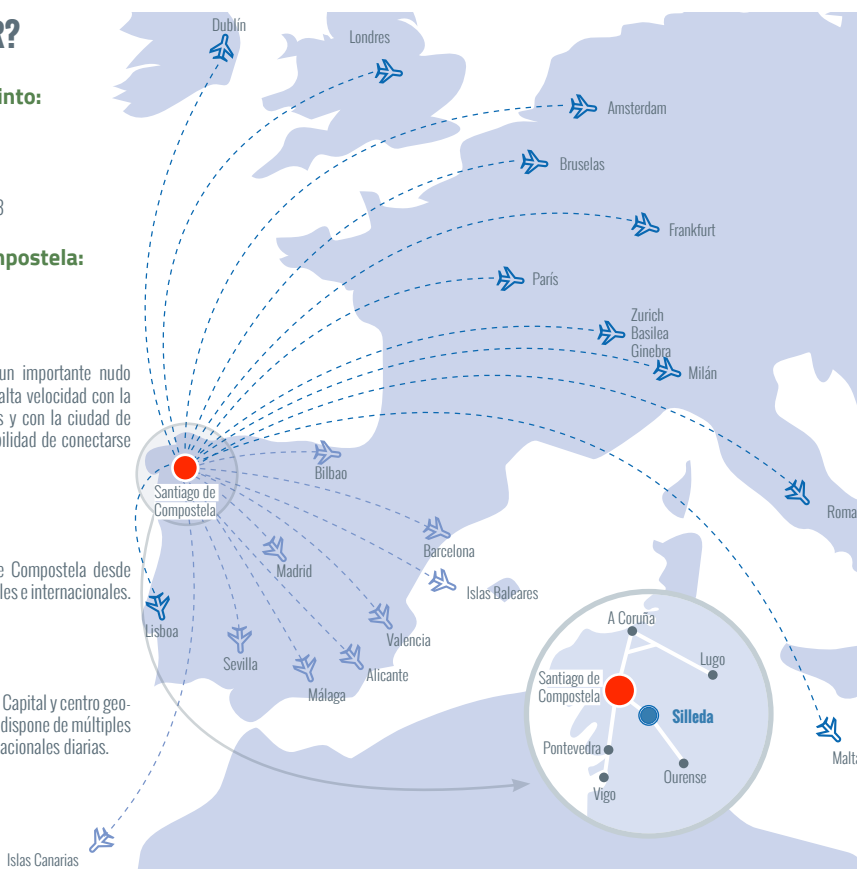 R?
into:
3
mpostela:
un importante nudo
alta velocidad con la
s y con la ciudad de
bilidad de conectarse
e Compostela desde
les e internacionales.
Capital y centro geo-
dispone de múltiples
nacionales diarias.
Dublín
Londres
Amsterdam
Bruselas
Frankfurt
París
Zurich
Basilea
Ginebra
Milán
Roma
Malta
Bilbao
Santiago de
Compostela
Barcelona
Madrid
Islas Baleares
Lisboa
Valencia
Sevilla
Alicante
Málaga
Islas Canarias
A Coruña
Lugo
Santiago de
Compostela
Silleda
Pontevedra
Ourense
Vigo